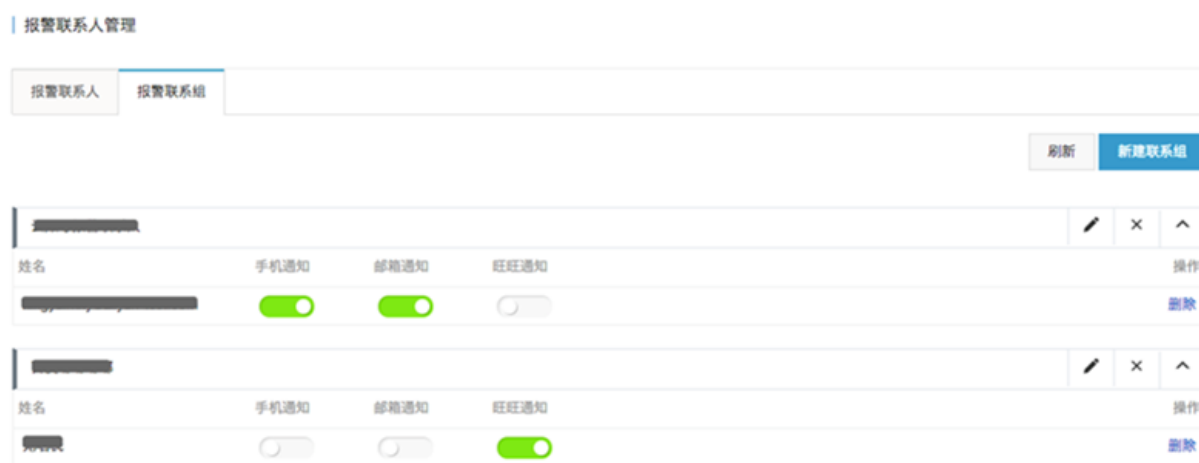 报警联系人管理
报警联系人 报警联系组
刷新 新建联系组
姓名 手机通知 邮箱通知 旺旺通知 操作
删除
姓名 手机通知 邮箱通知 旺旺通知 操作
删除